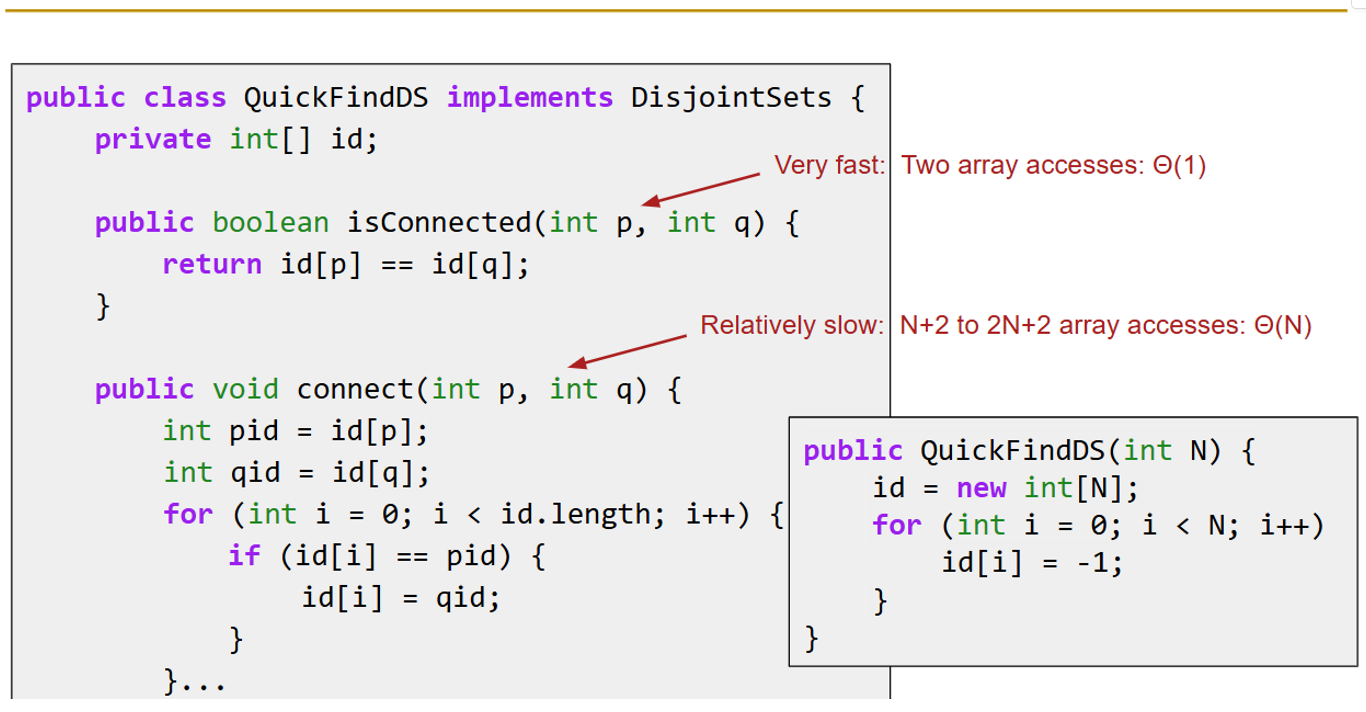 public class QuickFindDS implements DisjointSets {
    private int[] id;
Very fast: Two array accesses: Θ(1)
    public boolean isConnected(int p, int q) {
        return id[p] == id[q];
    }
Relatively slow: N+2 to 2N+2 array accesses: Θ(N)
    public void connect(int p, int q) {
        int pid = id[p];
        int qid = id[q];
        for (int i = 0; i < id.length; i++) {
            if (id[i] == pid) {
                id[i] = qid;
            }
        }...
public QuickFindDS(int N) {
    id = new int[N];
    for (int i = 0; i < N; i++)
        id[i] = -1;
    }
}